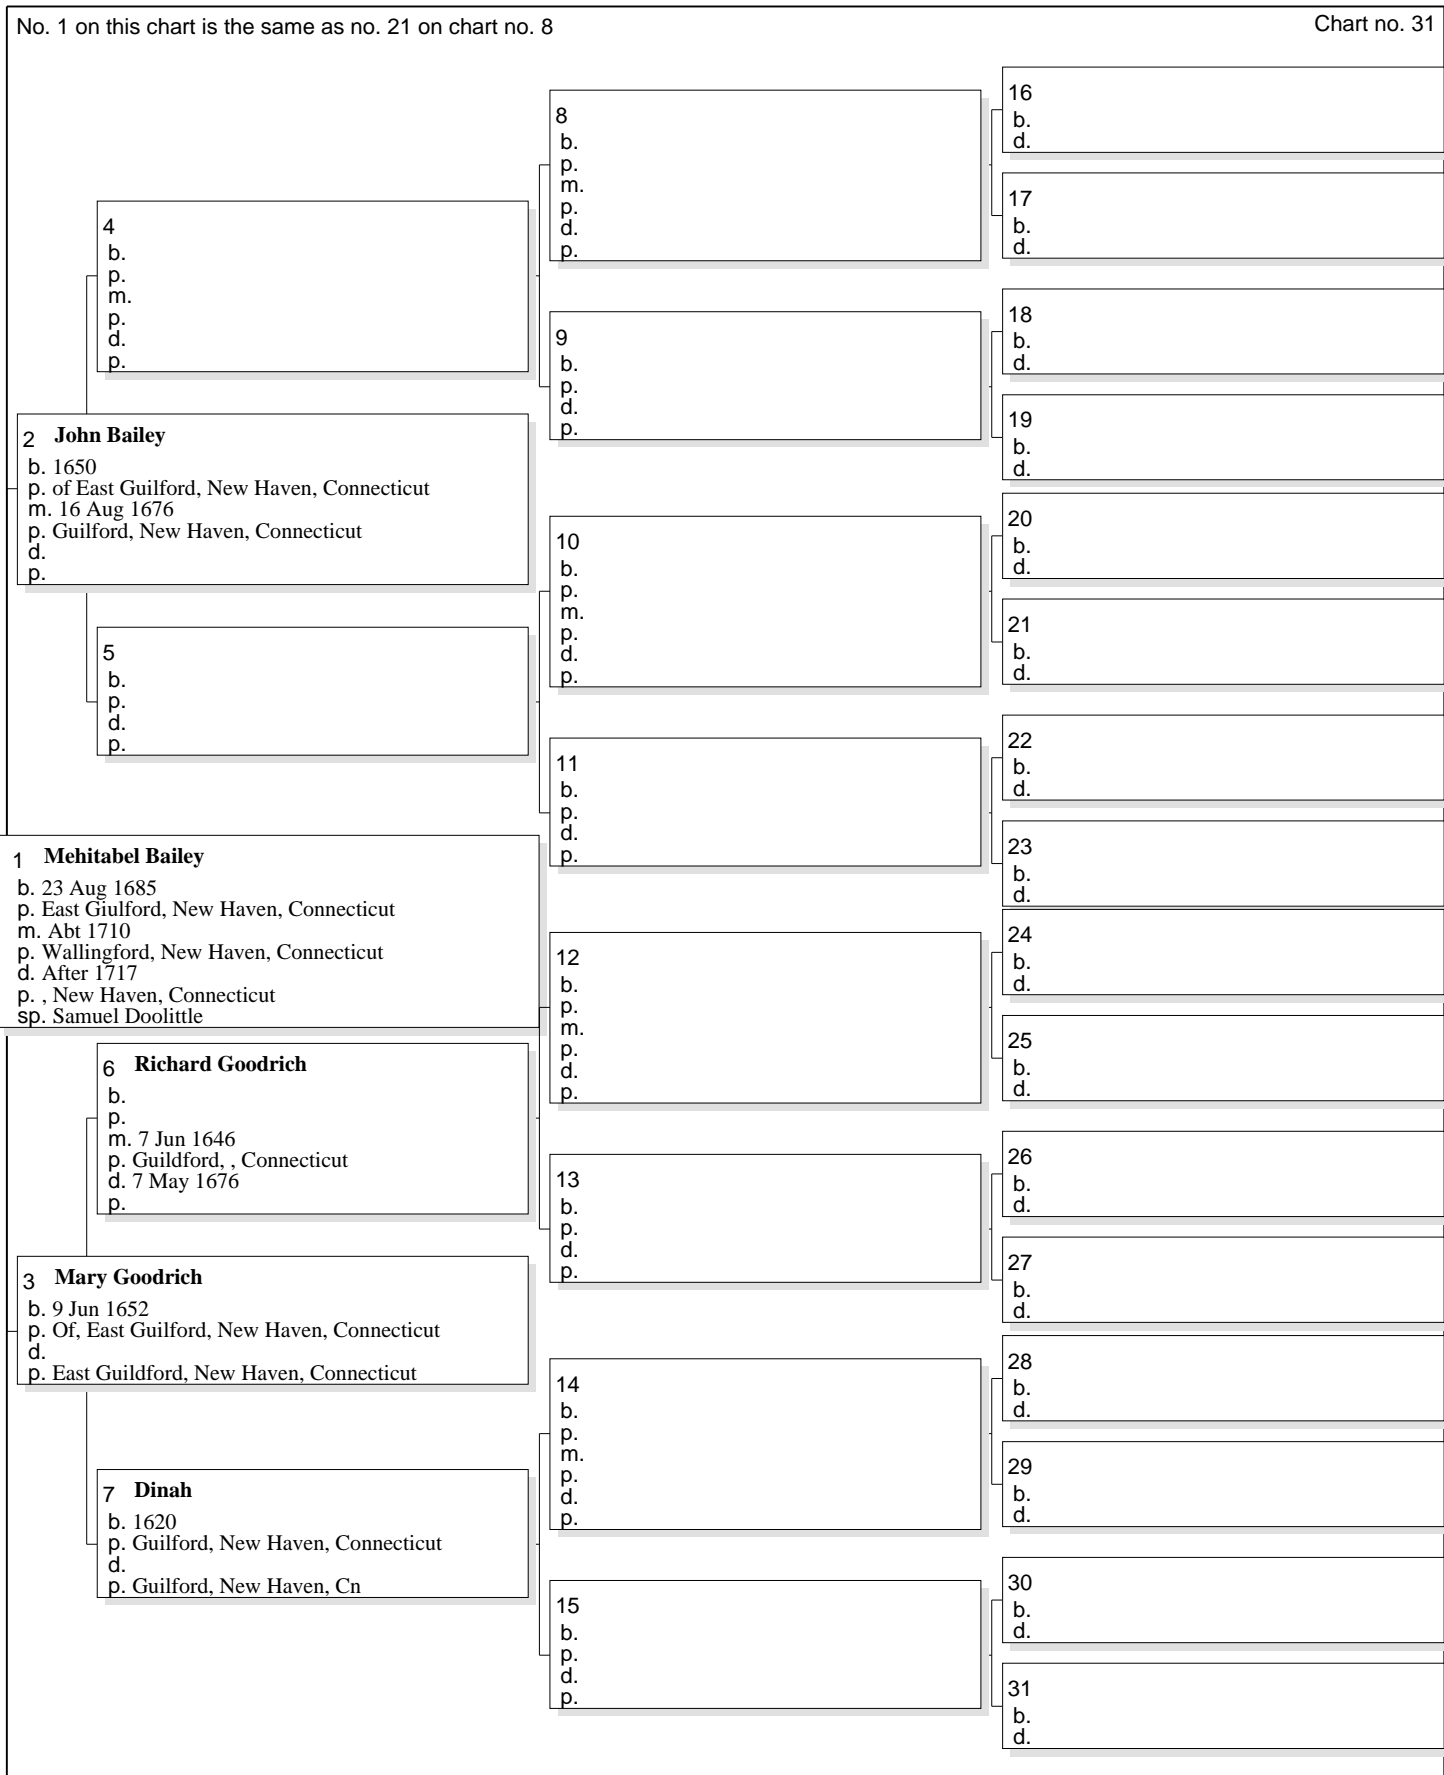 No. 1 on this chart is the same as no. 21 on chart no. 8
Chart no. 31
16
b.
d.
8
b.
p.
m.
p.
d.
p.
17
b.
d.
4
b.
p.
m.
p.
d.
p.
18
b.
d.
9
b.
p.
d.
p.
19
b.
d.
2 John Bailey
b. 1650
p. of East Guilford, New Haven, Connecticut
m. 16 Aug 1676
p. Guilford, New Haven, Connecticut
d.
p.
20
b.
d.
10
b.
p.
m.
p.
d.
p.
21
b.
d.
5
b.
p.
d.
p.
22
b.
d.
11
b.
p.
d.
p.
23
b.
d.
1 Mehitabel Bailey
b. 23 Aug 1685
p. East Giulford, New Haven, Connecticut
m. Abt 1710
p. Wallingford, New Haven, Connecticut
d. After 1717
p. , New Haven, Connecticut
sp. Samuel Doolittle
24
b.
d.
12
b.
p.
m.
p.
d.
p.
25
b.
d.
6 Richard Goodrich
b.
p.
m. 7 Jun 1646
p. Guildford, , Connecticut
d. 7 May 1676
p.
26
b.
d.
13
b.
p.
d.
p.
27
b.
d.
3 Mary Goodrich
b. 9 Jun 1652
p. Of, East Guilford, New Haven, Connecticut
d.
p. East Guildford, New Haven, Connecticut
28
b.
d.
14
b.
p.
m.
p.
d.
p.
29
b.
d.
7 Dinah
b. 1620
p. Guilford, New Haven, Connecticut
d.
p. Guilford, New Haven, Cn
30
b.
d.
15
b.
p.
d.
p.
31
b.
d.